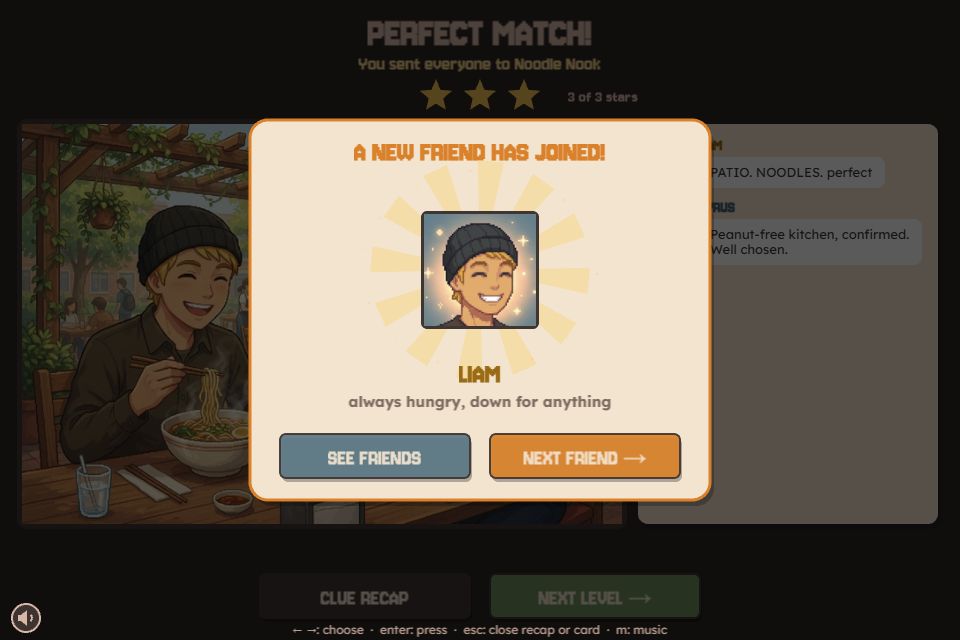 PERFECT MATCH!
You sent everyone to Noodle Nook
3 of 3 stars
A NEW FRIEND HAS JOINED!
PATIO. NOODLES. perfect
Peanut-free kitchen, confirmed.
Well chosen.
LIAM
always hungry, down for anything
SEE FRIENDS
NEXT FRIEND →
CLUE RECAP
NEXT LEVEL →
← →: choose · enter: press · esc: close recap or card · m: music